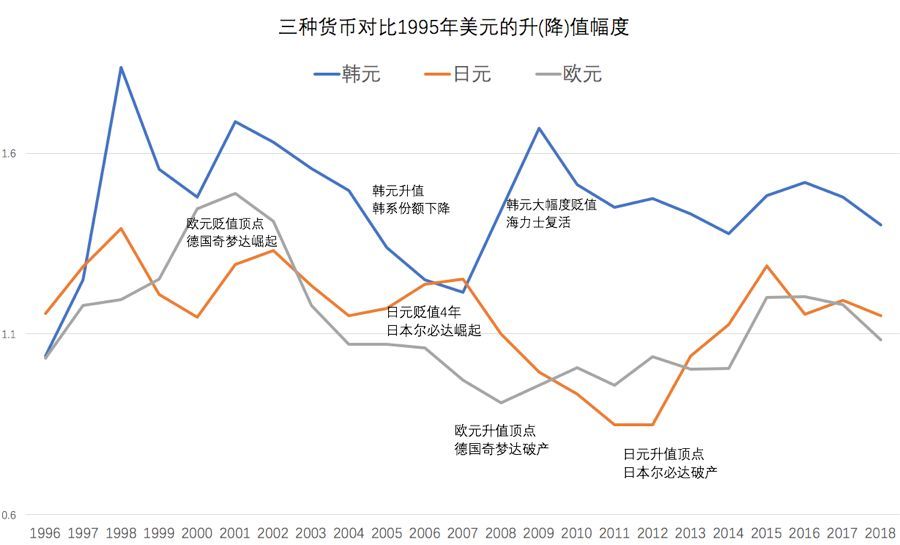 三种货币对比1995年美元的升(降)值幅度
韩元 日元 欧元
1.6
韩元升值
韩系份额下降
韩元大幅度贬值
海力士复活
欧元贬值顶点
德国奇梦达崛起
日元贬值4年
日本尔必达崛起
1.1
欧元升值顶点
德国奇梦达破产
日元升值顶点
日本尔必达破产
0.6
1996 1997 1998 1999 2000 2001 2002 2003 2004 2005 2006 2007 2008 2009 2010 2011 2012 2013 2014 2015 2016 2017 2018